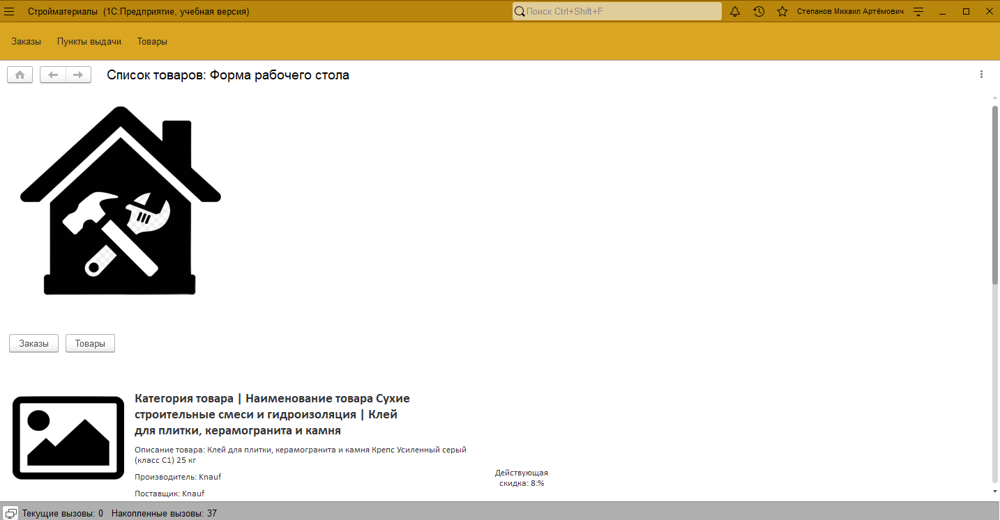 Стройматериалы (1С:Предприятие, учебная версия)
Поиск Ctrl+Shift+F
Степанов Михаил Артёмович
Заказы Пункты выдачи Товары
Список товаров: Форма рабочего стола
Заказы Товары
Категория товара | Наименование товара Сухие
строительные смеси и гидроизоляция | Клей
для плитки, керамогранита и камня
Описание товара: Клей для плитки, керамогранита и камня Крепс Усиленный серый
(класс С1) 25 кг
Производитель: Knauf
Поставщик: Knauf
Действующая
скидка: 8:%
Текущие вызовы: 0 Накопленные вызовы: 37